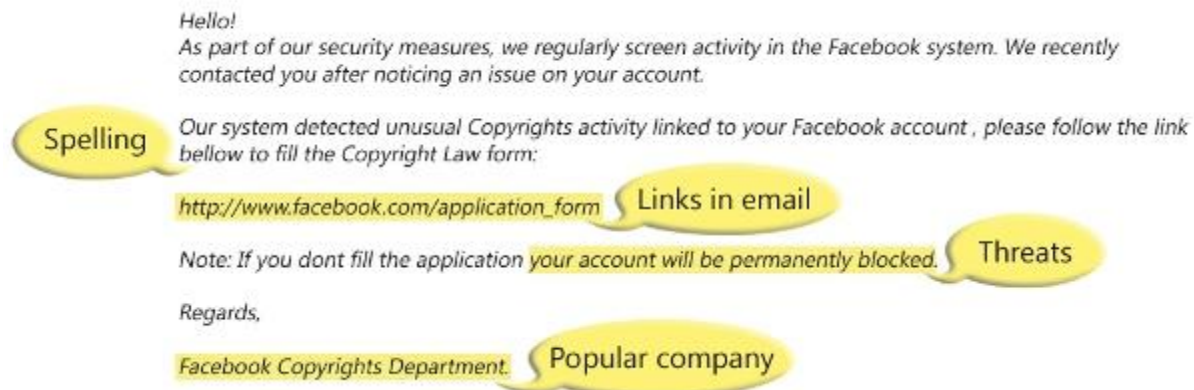 Hello!
As part of our security measures, we regularly screen activity in the Facebook system. We recently
contacted you after noticing an issue on your account.
Spelling
Our system detected unusual Copyrights activity linked to your Facebook account , please follow the link
bellow to fill the Copyright Law form:
http://www.facebook.com/application_form
Links in email
Note: If you dont fill the application your account will be permanently blocked.
Threats
Regards,
Facebook Copyrights Department.
Popular company